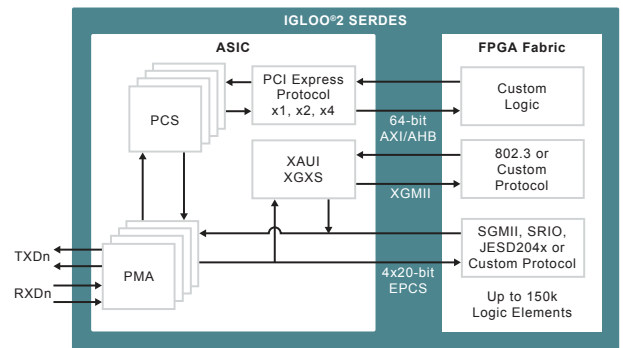 IGLOO®2 SERDES
ASIC
FPGA Fabric
PCS
PCI Express
Protocol
x1, x2, x4
64-bit
AXI/AHB
Custom
Logic
XAUI
XGXS
XGMII
802.3 or
Custom
Protocol
TXDn
RXDn
PMA
4x20-bit
EPCS
SGMII, SRIO,
JESD204x or
Custom Protocol
Up to 150k
Logic Elements